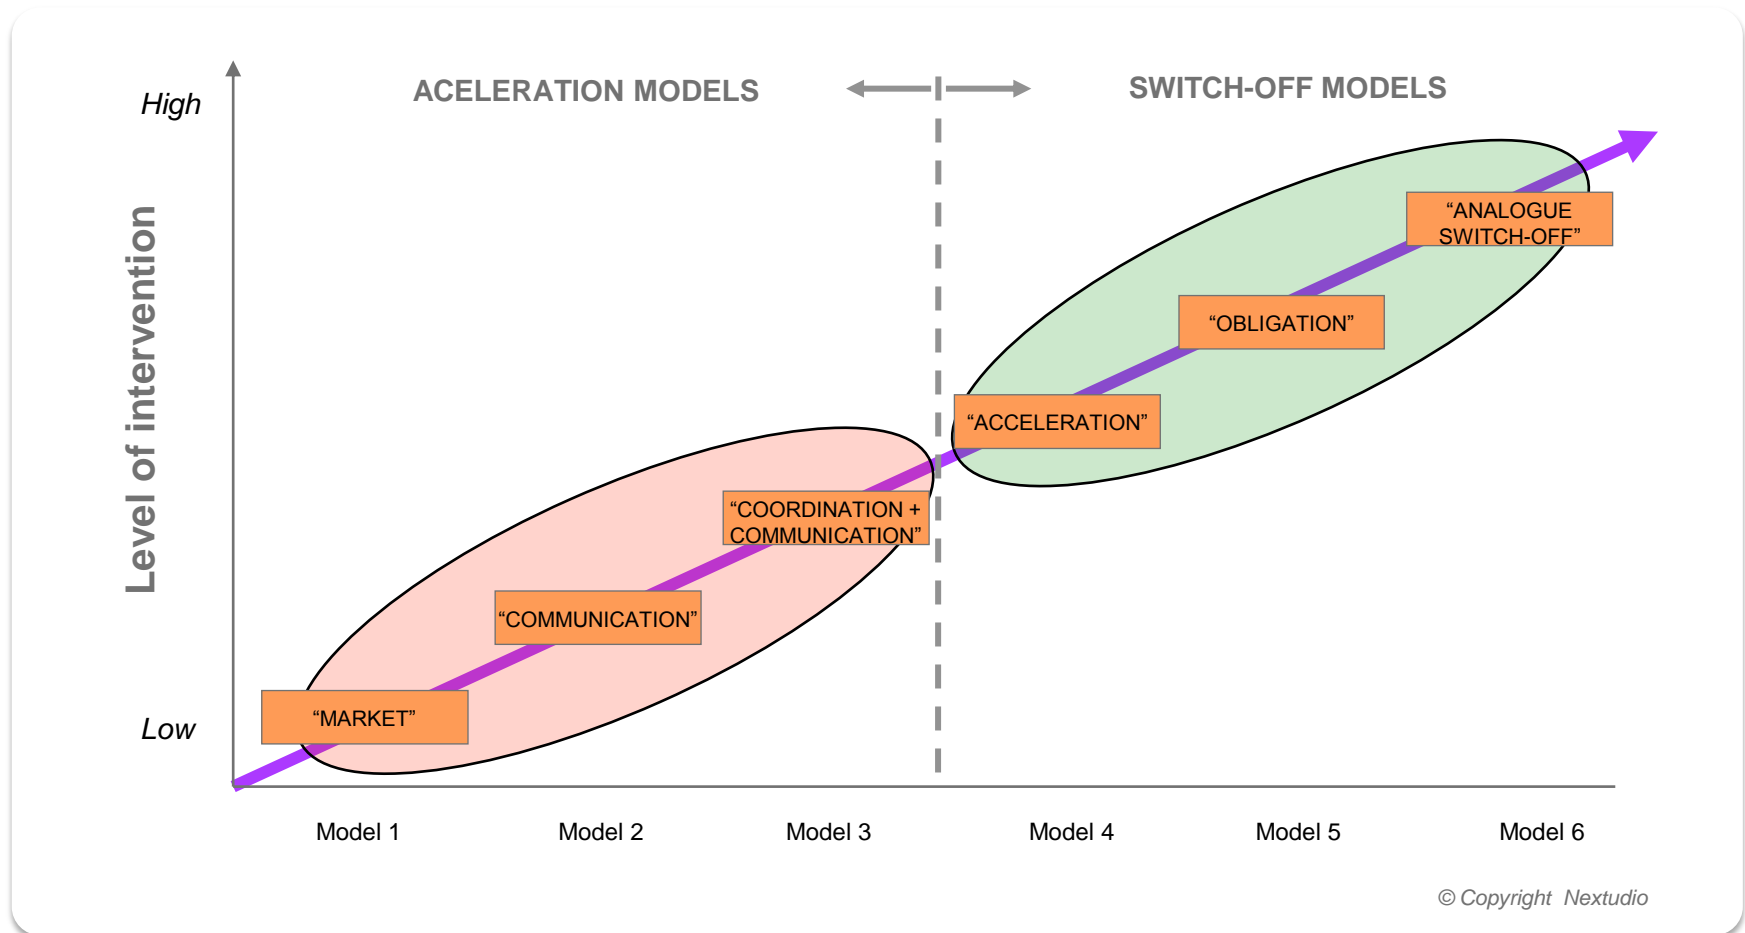 ACELERATION MODELS
SWITCH-OFF MODELS
High
Level of intervention
Low
“ANALOGUE
SWITCH-OFF”
“OBLIGATION”
“ACCELERATION”
“COORDINATION +
COMMUNICATION”
“COMMUNICATION”
“MARKET”
Model 1
Model 2
Model 3
Model 4
Model 5
Model 6
© Copyright Nextudio